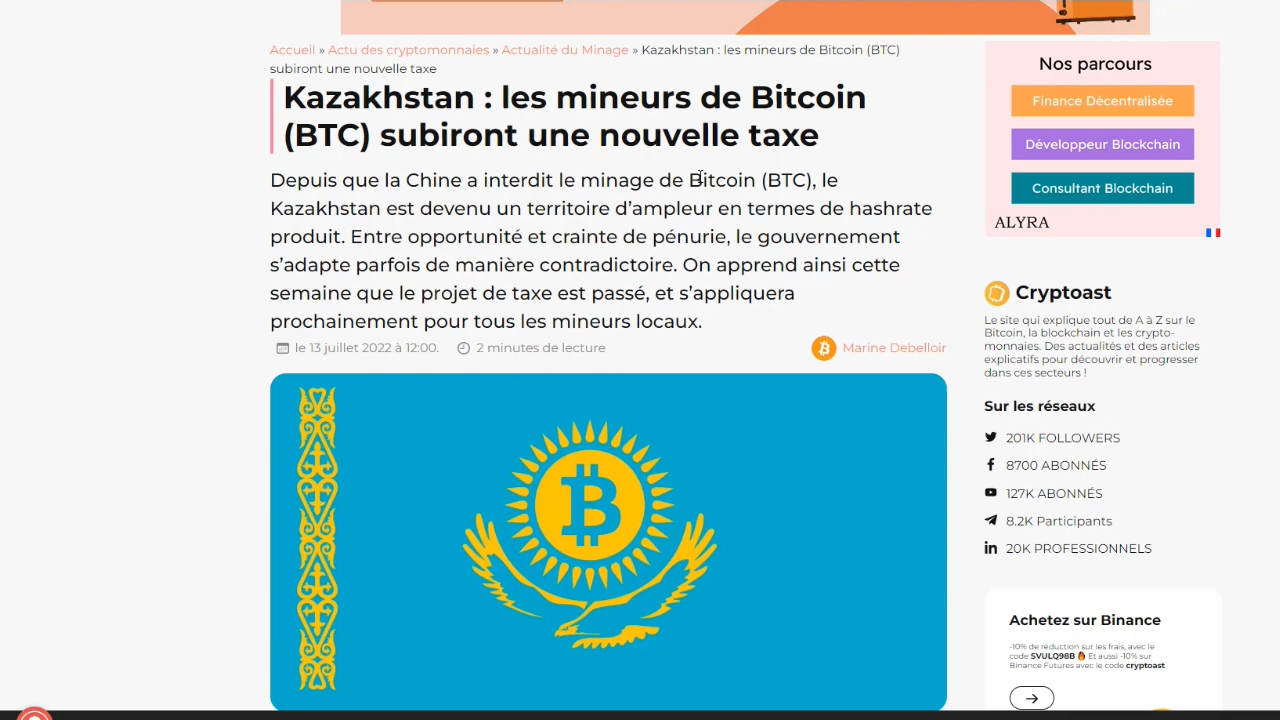 Accueil » Actu des cryptomonnaies » Actualité du Minage » Kazakhstan : les mineurs de Bitcoin (BTC)
subiront une nouvelle taxe
Kazakhstan : les mineurs de Bitcoin
(BTC) subiront une nouvelle taxe
Depuis que la Chine a interdit le minage de Bitcoin (BTC), le
Kazakhstan est devenu un territoire d’ampleur en termes de hashrate
produit. Entre opportunité et crainte de pénurie, le gouvernement
s’adapte parfois de manière contradictoire. On apprend ainsi cette
semaine que le projet de taxe est passé, et s’appliquera
prochainement pour tous les mineurs locaux.
le 13 juillet 2022 à 12:00.
2 minutes de lecture
Marine Debelloir
Nos parcours
Finance Décentralisée
Développeur Blockchain
Consultant Blockchain
ALYRA
Cryptoast
Le site qui explique tout de A à Z sur le
Bitcoin, la blockchain et les crypto-
monnaies. Des actualités et des articles
explicatifs pour découvrir et progresser
dans ces secteurs !
Sur les réseaux
201K FOLLOWERS
8700 ABONNÉS
127K ABONNÉS
8.2K Participants
20K PROFESSIONNELS
Achetez sur Binance
-10% de réduction sur les frais, avec le
code SVULQ98B 🔥 Et aussi -10% sur
Binance Futures avec le code cryptoast